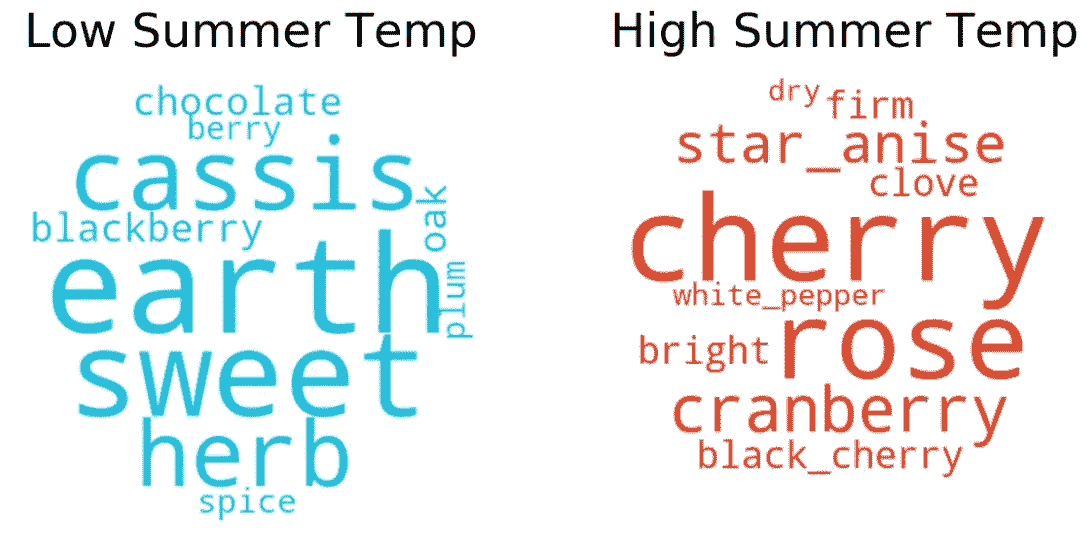 Low Summer Temp
chocolate
berry
cassis
blackberry
oak
earth
plum
sweet
herb
spice
High Summer Temp
dry
firm
star_anise
clove
cherry
white_pepper
rose
bright
cranberry
black_cherry